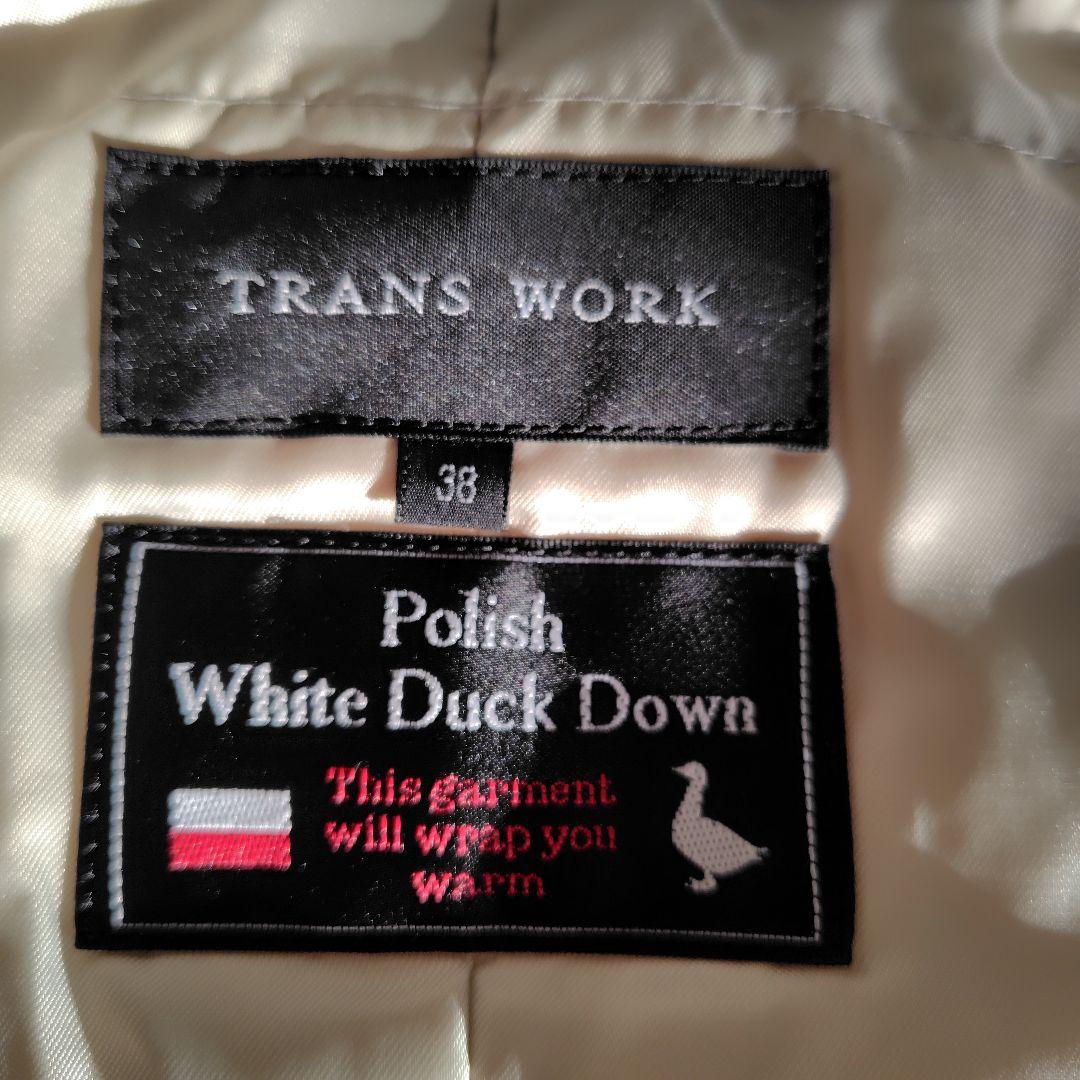 TRANS WORK
38
Polish
White Duck Down
This garment
will wrap you
warm